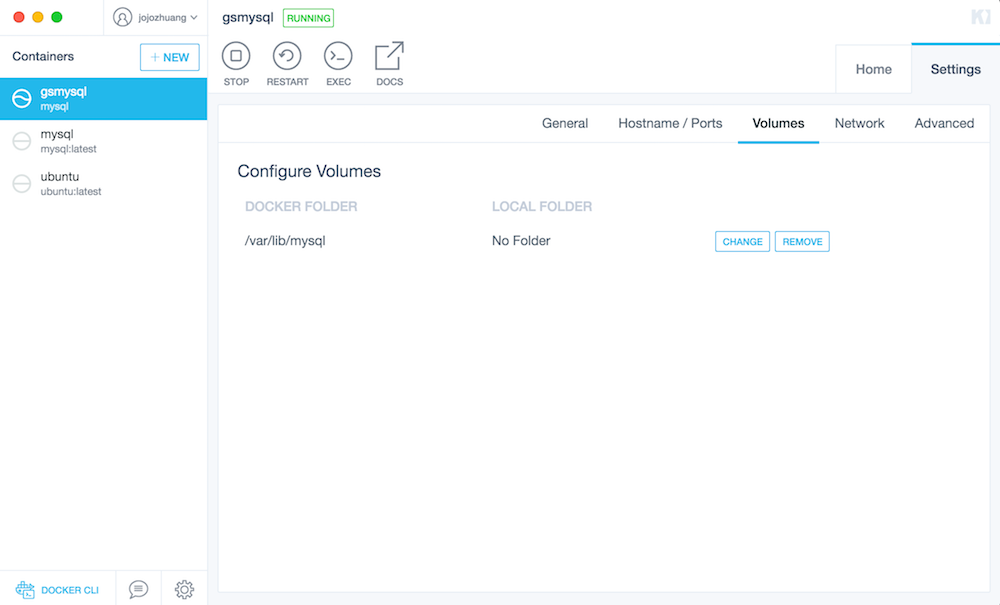 jojozhuang
gsmysql RUNNING
Containers
+ NEW
STOP RESTART EXEC DOCS
Home Settings
gsmysql
mysql
mysql
mysql:latest
ubuntu
ubuntu:latest
General Hostname / Ports Volumes Network Advanced
Configure Volumes
DOCKER FOLDER LOCAL FOLDER
/var/lib/mysql No Folder CHANGE REMOVE
DOCKER CLI